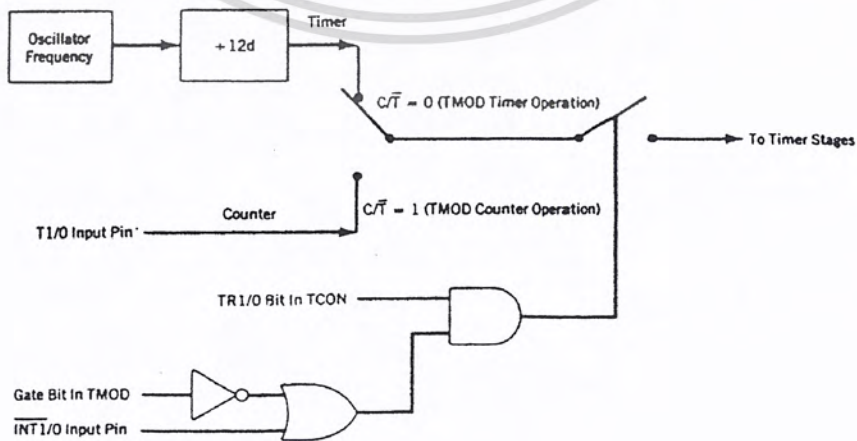 Timer
Oscillator
Frequency
+12d
C/T̅ = 0 (TMOD Timer Operation)
To Timer Stages
Counter
C/T̅ = 1 (TMOD Counter Operation)
T1/0 Input Pin
TR1/0 Bit In TCON
Gate Bit In TMOD
I̅N̅T̅1̅/0 Input Pin